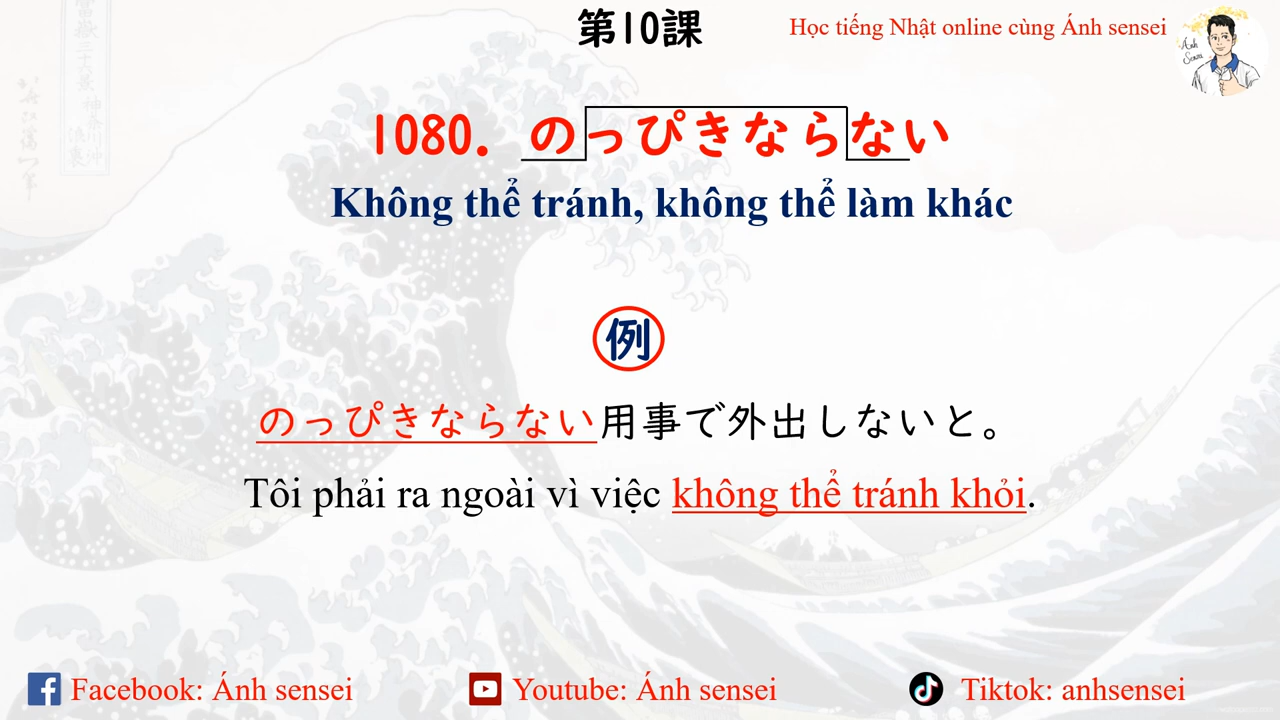 第10課
Học tiếng Nhật online cùng Ánh sensei
Ánh Sensei
1080. のっぴきならない
Không thể tránh, không thể làm khác
例
のっぴきならない用事で外出しないと。
Tôi phải ra ngoài vì việc không thể tránh khỏi.
Facebook: Ánh sensei
Youtube: Ánh sensei
Tiktok: anhsensei